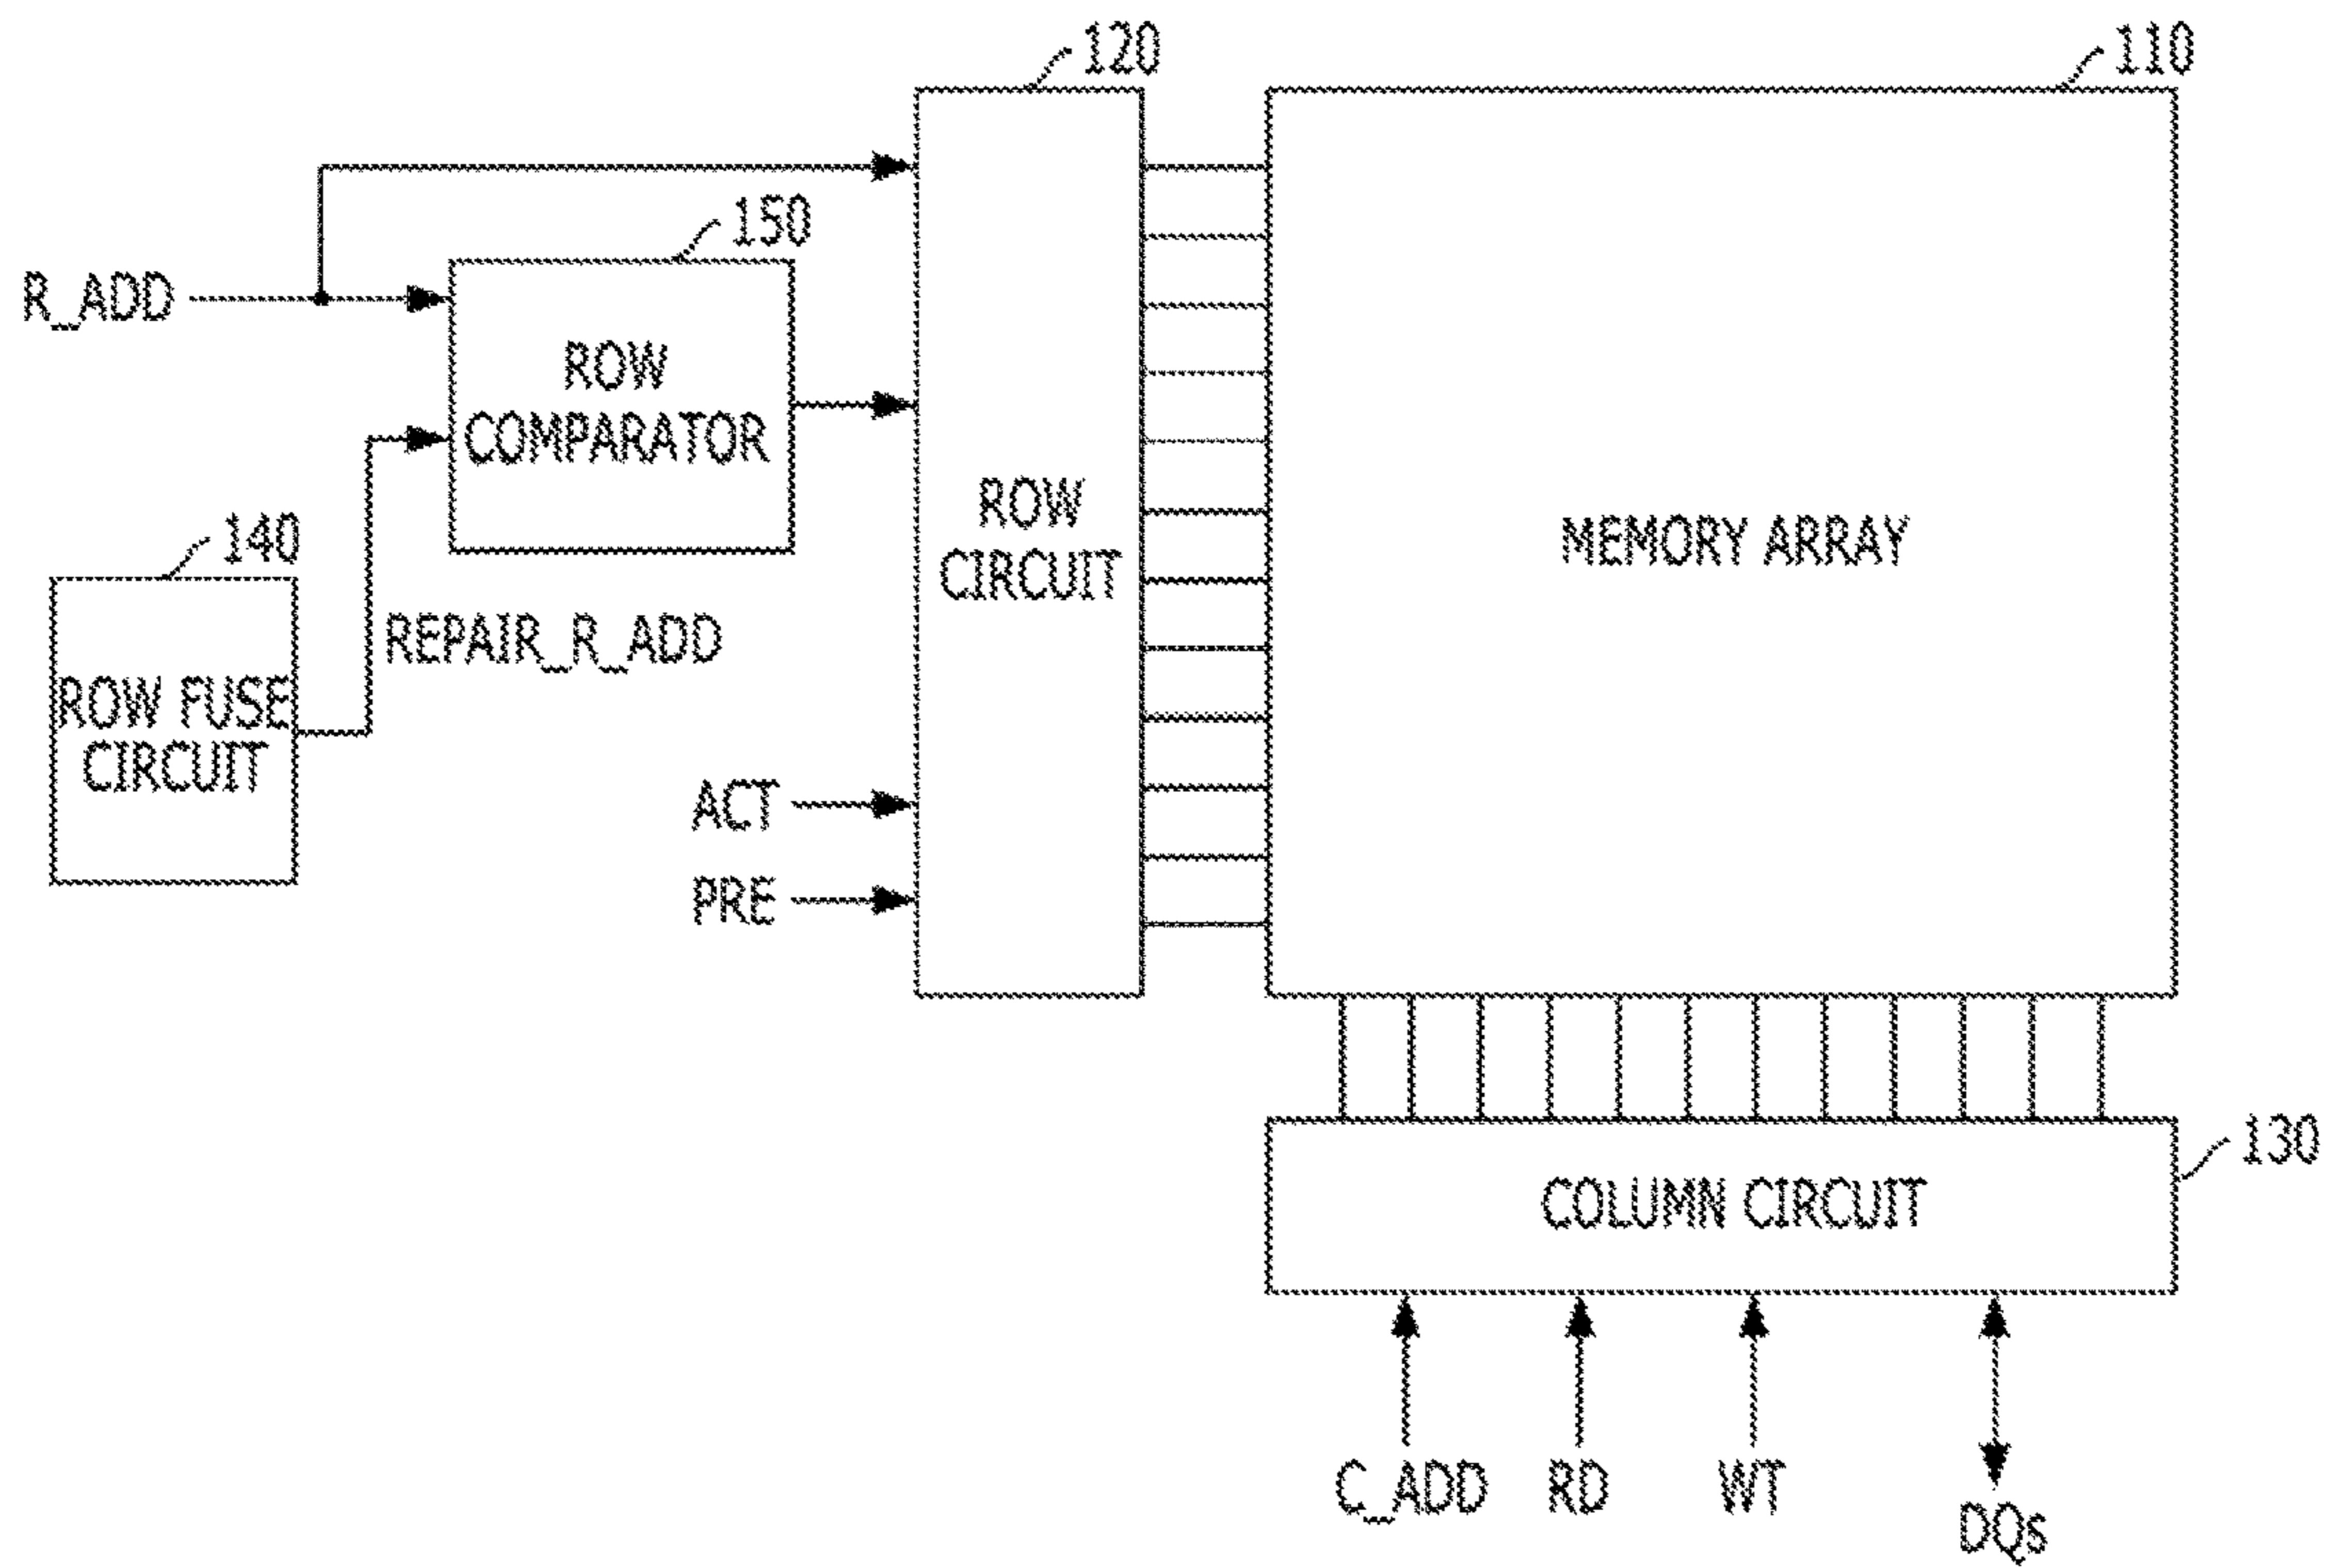 120
110
150
R_ADD
ROW
COMPARATOR
140
ROW
CIRCUIT
MEMORY ARRAY
REPAIR_R_ADD
ROW FUSE
CIRCUIT
ACT
PRE
130
COLUMN CIRCUIT
C_ADD
RD
WT
DQs